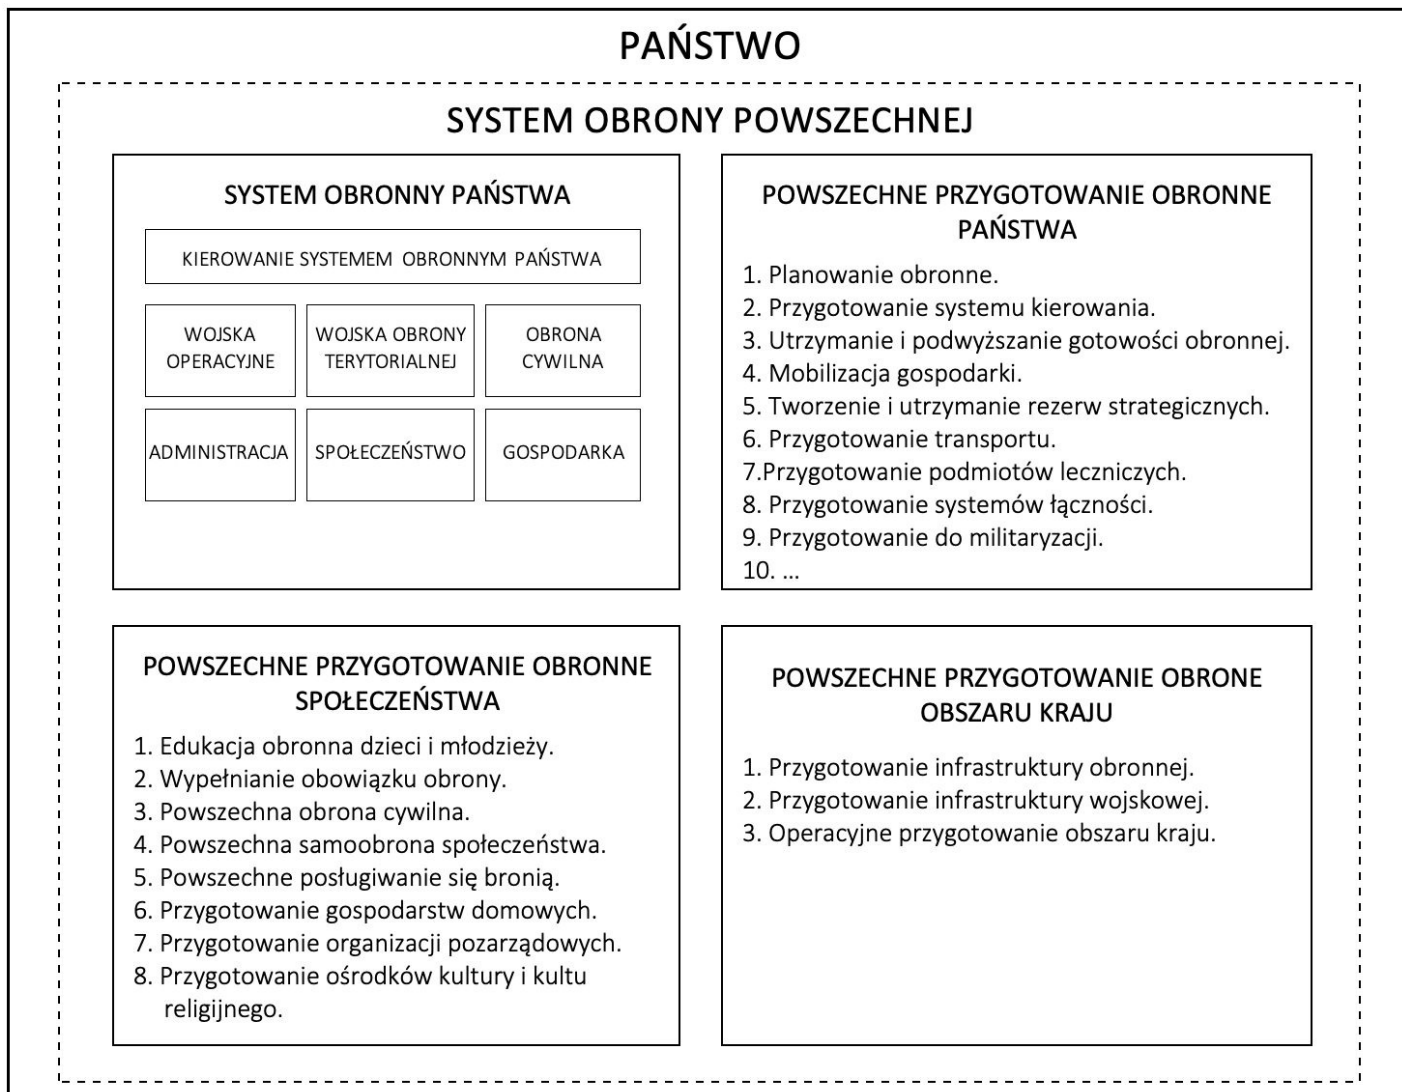 PAŃSTWO
SYSTEM OBRONY POWSZECHNEJ
SYSTEM OBRONNY PAŃSTWA
KIEROWANIE SYSTEMEM OBRONNYM PAŃSTWA
WOJSKA
OPERACYJNE
WOJSKA OBRONY
TERYTORIALNEJ
OBRONA
CYWILNA
ADMINISTRACJA
SPOŁECZEŃSTWO
GOSPODARKA
POWSZECHNE PRZYGOTOWANIE OBRONNE
PAŃSTWA
1. Planowanie obronne.
2. Przygotowanie systemu kierowania.
3. Utrzymanie i podwyższanie gotowości obronnej.
4. Mobilizacja gospodarki.
5. Tworzenie i utrzymanie rezerw strategicznych.
6. Przygotowanie transportu.
7.Przygotowanie podmiotów leczniczych.
8. Przygotowanie systemów łączności.
9. Przygotowanie do militaryzacji.
10. ...
POWSZECHNE PRZYGOTOWANIE OBRONNE
SPOŁECZEŃSTWA
1. Edukacja obronna dzieci i młodzieży.
2. Wypełnianie obowiązku obrony.
3. Powszechna obrona cywilna.
4. Powszechna samoobrona społeczeństwa.
5. Powszechne posługiwanie się bronią.
6. Przygotowanie gospodarstw domowych.
7. Przygotowanie organizacji pozarządowych.
8. Przygotowanie ośrodków kultury i kultu
religijnego.
POWSZECHNE PRZYGOTOWANIE OBRONE
OBSZARU KRAJU
1. Przygotowanie infrastruktury obronnej.
2. Przygotowanie infrastruktury wojskowej.
3. Operacyjne przygotowanie obszaru kraju.